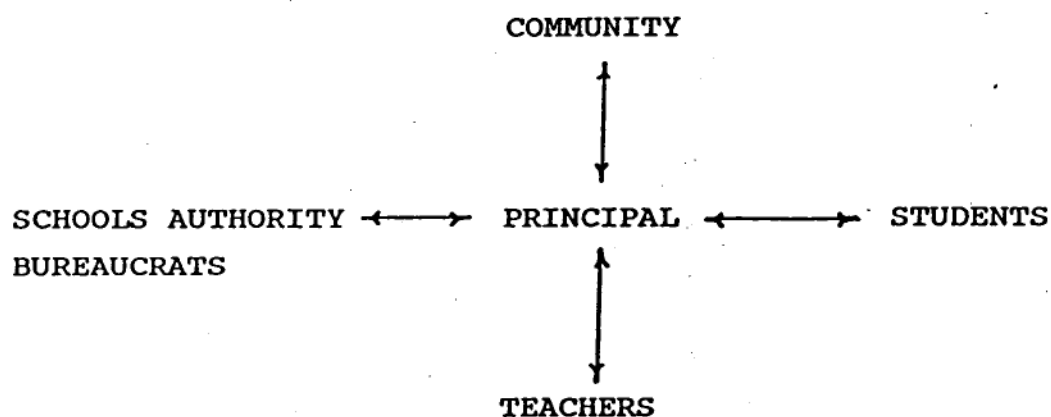 COMMUNITY
SCHOOLS AUTHORITY PRINCIPAL STUDENTS
BUREAUCRATS
TEACHERS